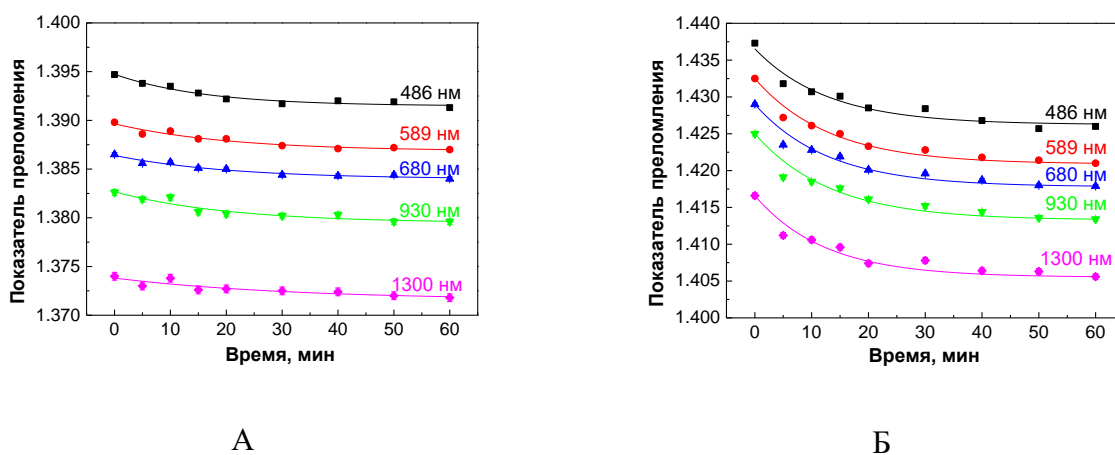 1.400
1.395
1.390
1.385
1.380
1.375
1.370
Показатель преломления
486 нм
589 нм
680 нм
930 нм
1300 нм
0 10 20 30 40 50 60
Время, мин
А
1.440
1.435
1.430
1.425
1.420
1.415
1.410
1.405
1.400
Показатель преломления
486 нм
589 нм
680 нм
930 нм
1300 нм
0 10 20 30 40 50 60
Время, мин
Б